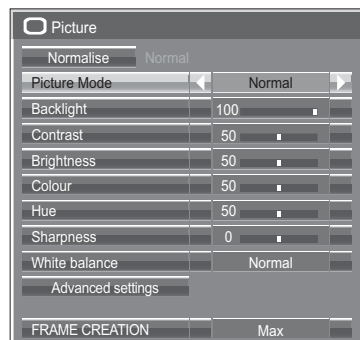 Picture
Normalise Normal
Picture Mode Normal
Backlight 100
Contrast 50
Brightness 50
Colour 50
Hue 50
Sharpness 0
White balance Normal
Advanced settings
FRAME CREATION Max